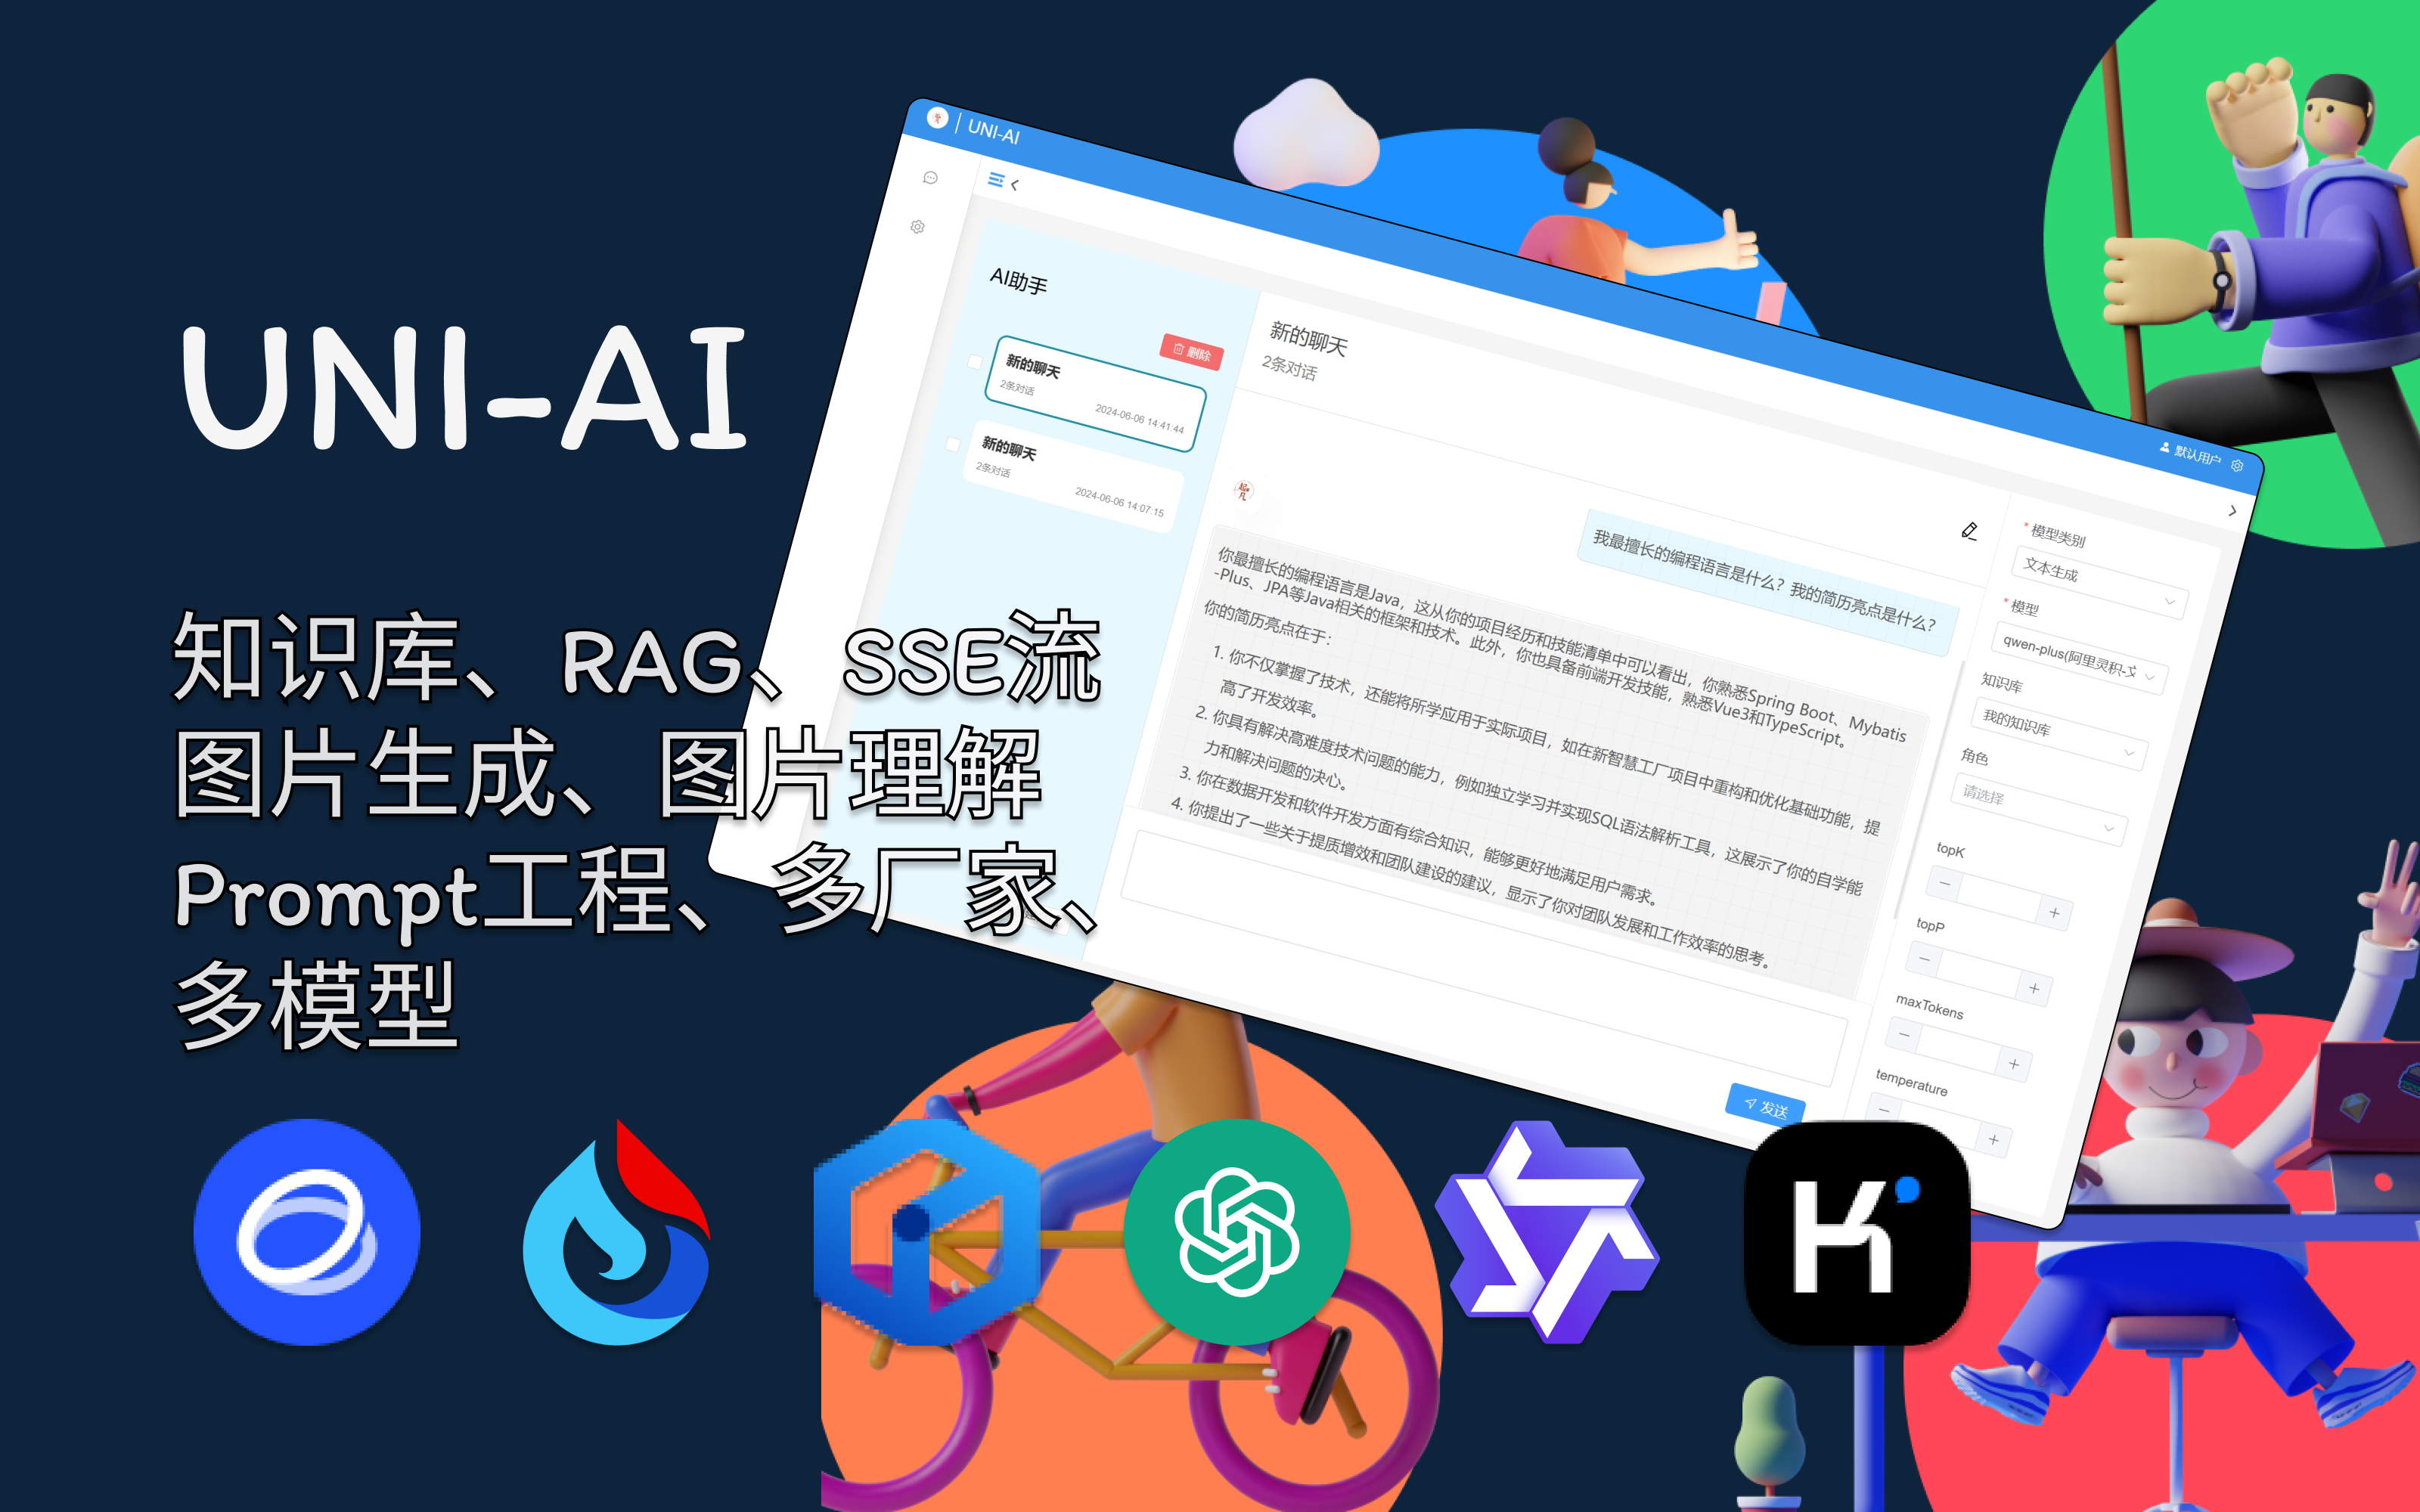 UNI-AI
知识库、RAG、SSE流
图片生成、图片理解
Prompt工程、多厂家、
多模型
UNI-AI
默认用户
AI助手
删除
新的聊天
2条对话
2024-06-06 14:41:44
新的聊天
2条对话
2024-06-06 14:07:15
新的聊天
2条对话
我最擅长的编程语言是什么？我的简历亮点是什么？
起凡
你最擅长的编程语言是Java，这从你的项目经历和技能清单中可以看出，你熟悉Spring Boot、Mybatis
-Plus、JPA等Java相关的框架和技术。此外，你也具备前端开发技能，熟悉Vue3和TypeScript。
你的简历亮点在于：
1. 你不仅掌握了技术，还能将所学应用于实际项目，如在新智慧工厂项目中重构和优化基础功能，提
高了开发效率。
2. 你具有解决高难度技术问题的能力，例如独立学习并实现SQL语法解析工具，这展示了你的自学能
力和解决问题的决心。
3. 你在数据开发和软件开发方面有综合知识，能够更好地满足用户需求。
4. 你提出了一些关于提质增效和团队建设的建议，显示了你对团队发展和工作效率的思考。
发送
* 模型类别
文本生成
* 模型
qwen-plus(阿里灵积-文
知识库
我的知识库
角色
请选择
topK
topP
maxTokens
temperature